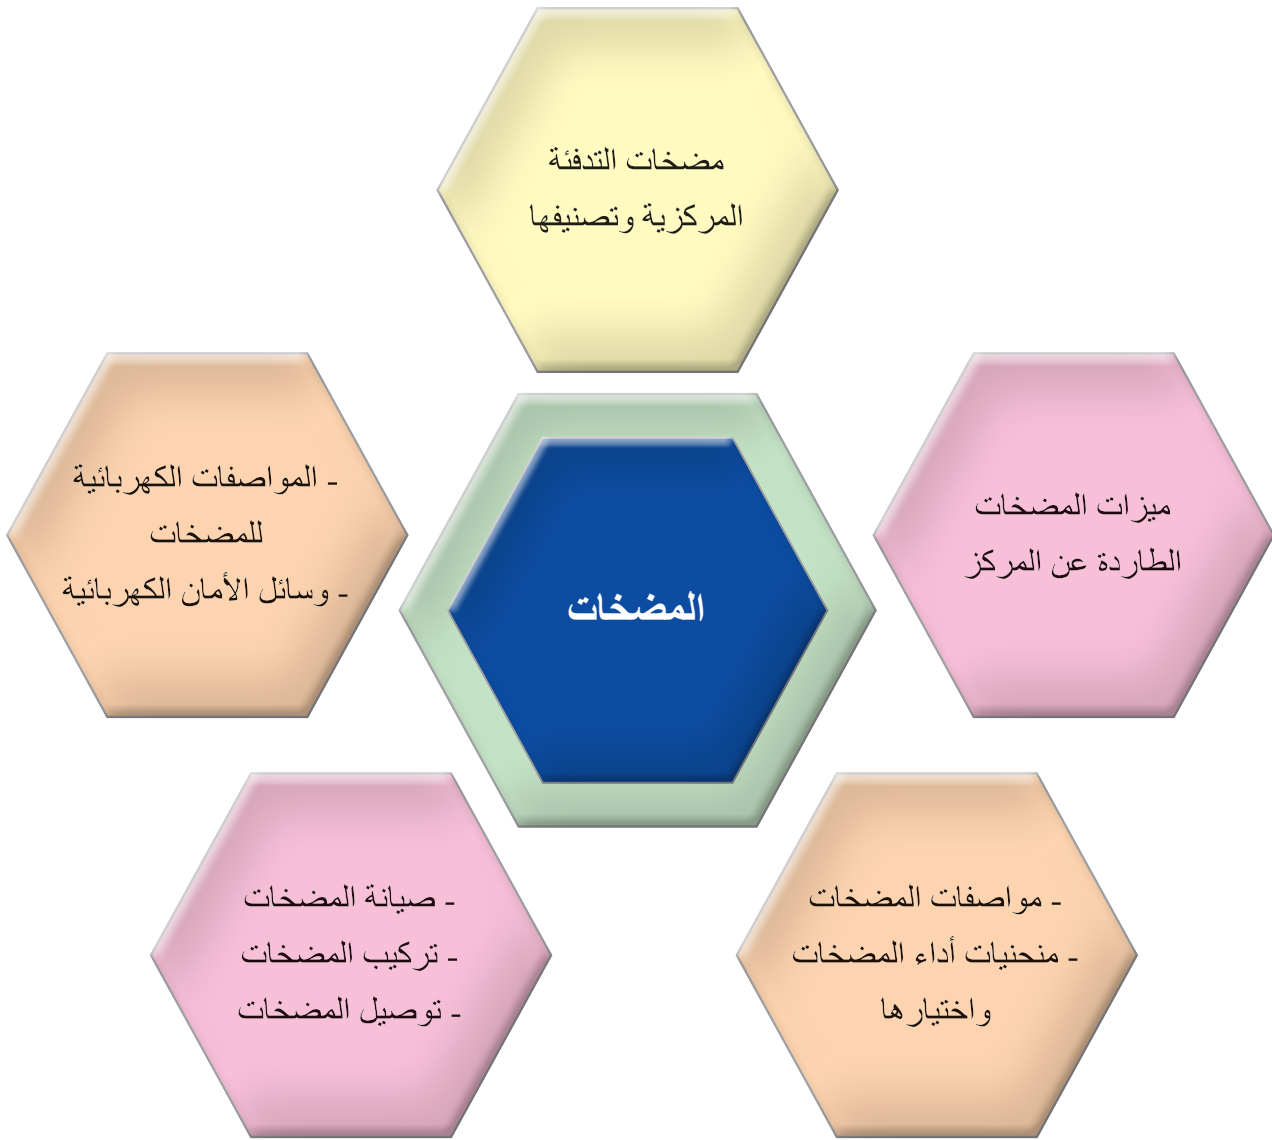 مضخات التدفئة
المركزية وتصنيفها
ميزات المضخات
الطاردة عن المركز
- المواصفات الكهربائية
للمضخات
- وسائل الأمان الكهربائية
المضخات
- مواصفات المضخات
- منحنيات أداء المضخات
واختيارها
- صيانة المضخات
- تركيب المضخات
- توصيل المضخات